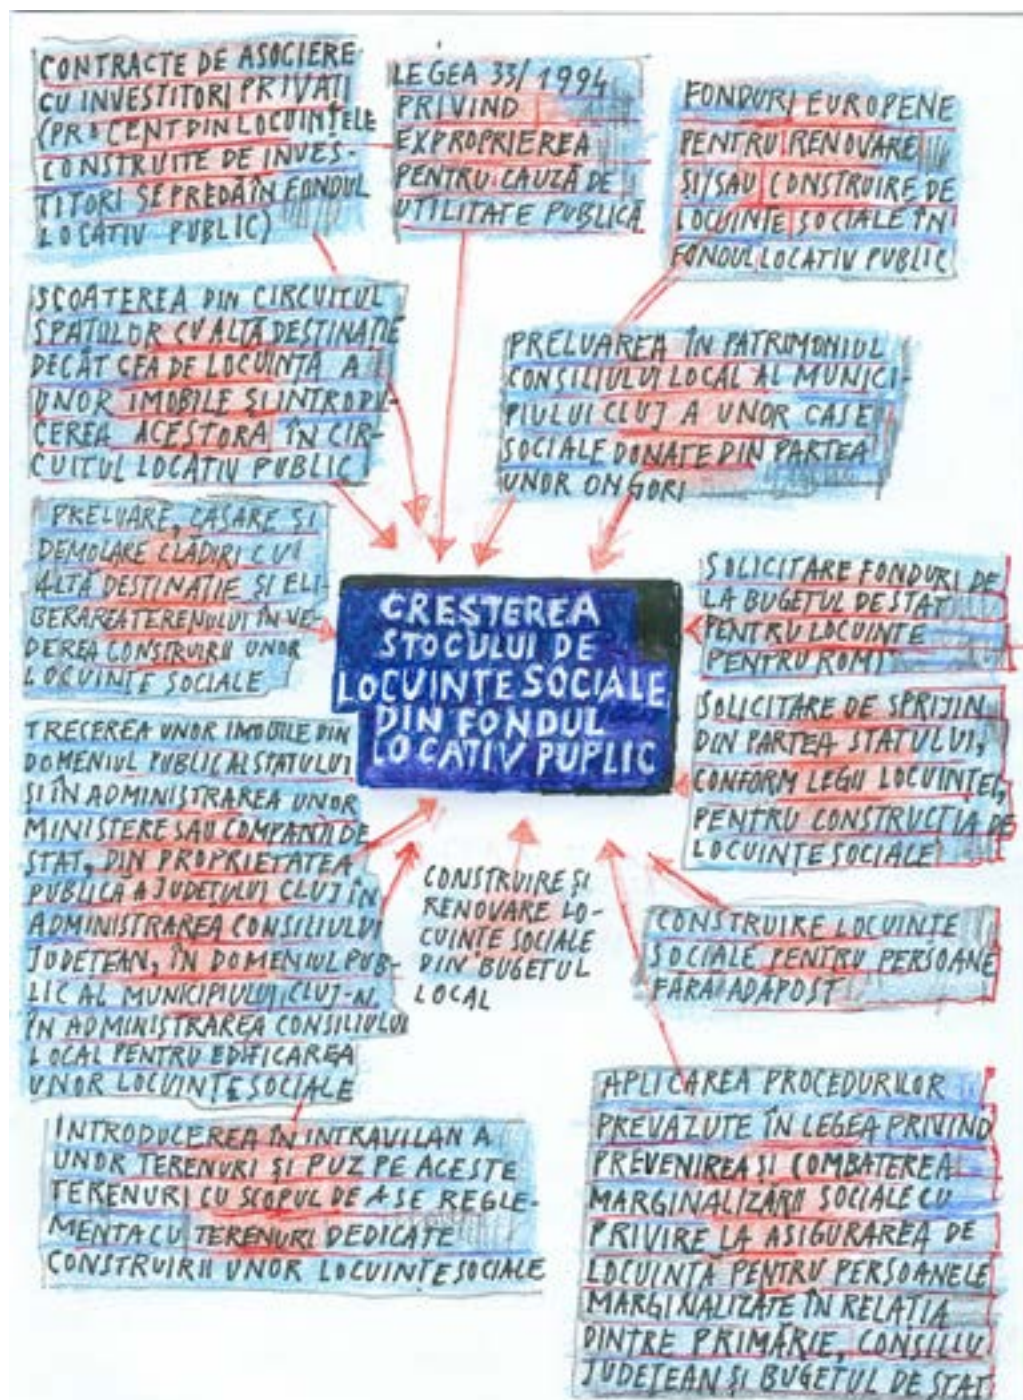 CONTRACTE DE ASOCIERE
CU INVESTITORI PRIVAȚI
(PROCENT DIN LOCUINȚELE
CONSTRUITE DE INVES-
TITORI SE PREDĂ ÎN FONDUL
LOCATIV PUBLIC)
LEGEA 33/1994
PRIVIND
EXPROPRIEREA
PENTRU CAUZĂ DE
UTILITATE PUBLICĂ
FONDURI EUROPENE
PENTRU RENOVARE
ȘI/SAU CONSTRUIRE DE
LOCUINȚE SOCIALE ÎN
FONDUL LOCATIV PUBLIC
SCOATEREA DIN CIRCUITUL
SPAȚIILOR CU ALTĂ DESTINAȚIE
DECÂT CEA DE LOCUINȚĂ A
UNOR IMOBILE ȘI INTRODU-
CEREA ACESTORA ÎN CIR-
CUITUL LOCATIV PUBLIC
PRELUAREA ÎN PATRIMONIUL
CONSILIULUI LOCAL AL MUNICI-
PIULUI CLUJ A UNOR CASE
SOCIALE DONATE DIN PARTEA
UNOR ONGURI
PRELUARE, CASARE ȘI
DEMOLARE CLĂDIRI CU
ALTĂ DESTINAȚIE ȘI ELI-
BERAREA TERENULUI ÎN VE-
DEREA CONSTRUIRII UNOR
LOCUINȚE SOCIALE
CREȘTEREA
STOCULUI DE
LOCUINȚE SOCIALE
DIN FONDUL
LOCATIV PUPLIC
SOLICITARE FONDURI DE
LA BUGETUL DE STAT
PENTRU LOCUINȚE
PENTRU ROMI
SOLICITARE DE SPRIJIN
DIN PARTEA STATULUI,
CONFORM LEGII LOCUINȚEI,
PENTRU CONSTRUCȚIA DE
LOCUINȚE SOCIALE
TRECEREA UNOR IMOBILE DIN
DOMENIUL PUBLIC AL STATULUI
ȘI ÎN ADMINISTRAREA UNOR
MINISTERE SAU COMPANII DE
STAT, DIN PROPRIETATEA
PUBLICA A JUDEȚULUI CLUJ ÎN
ADMINISTRAREA CONSILIULUI
JUDEȚEAN, ÎN DOMENIUL PUB-
LIC AL MUNICIPIULUI CLUJ-N.
ÎN ADMINISTRAREA CONSILIULUI
LOCAL PENTRU EDIFICAREA
UNOR LOCUINȚE SOCIALE
CONSTRUIRE ȘI
RENOVARE LO-
CUINȚE SOCIALE
DIN BUGETUL
LOCAL
CONSTRUIRE LOCUINȚE
SOCIALE PENTRU PERSOANE
FĂRĂ ADĂPOST
INTRODUCEREA ÎN INTRAVILAN A
UNOR TERENURI ȘI PUZ PE ACESTE
TERENURI CU SCOPUL DE A SE REGLE-
MENTA CU TERENURI DEDICATE
CONSTRUIRII UNOR LOCUINȚE SOCIALE
APLICAREA PROCEDURILOR
PREVAZUTE ÎN LEGEA PRIVIND
PREVENIREA ȘI COMBATEREA
MARGINALIZĂRII SOCIALE CU
PRIVIRE LA ASIGURAREA DE
LOCUINȚĂ PENTRU PERSOANELE
MARGINALIZATE ÎN RELAȚIA
DINTRE PRIMĂRIE, CONSILIU
JUDEȚEAN ȘI BUGETUL DE STAT